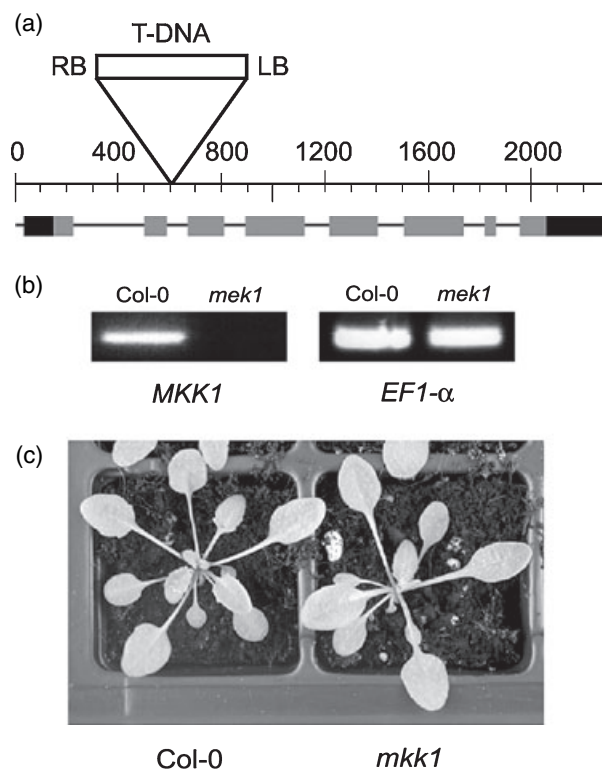 (a)
T-DNA
RB LB
0 400 800 1200 1600 2000
(b)
Col-0 mek1 Col-0 mek1
MKK1 EF1-α
(c)
Col-0 mkk1